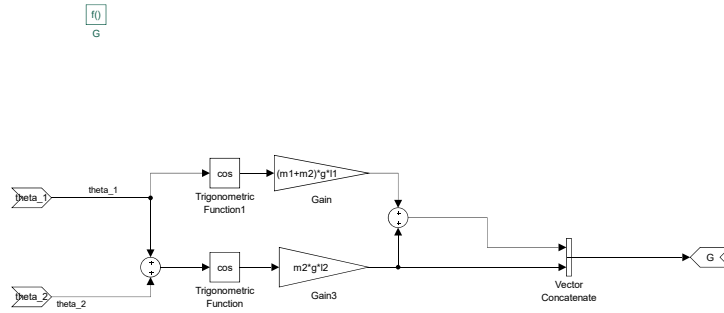 f()
G
theta_1
theta_1
cos
Trigonometric
Function1
(m1+m2)*g*l1
Gain
+
+
+
+
theta_2
theta_2
cos
Trigonometric
Function
m2*g*l2
Gain3
Vector
Concatenate
G